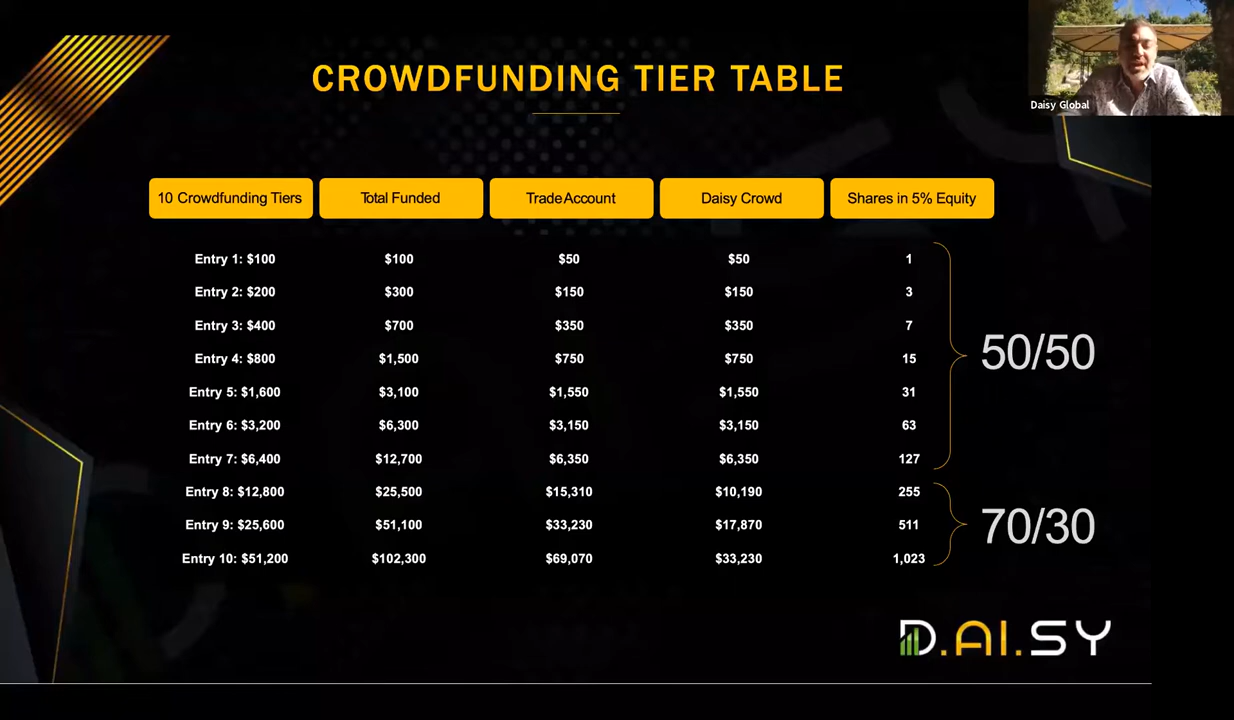 Daisy Global
CROWDFUNDING TIER TABLE
10 Crowdfunding Tiers Total Funded Trade Account Daisy Crowd Shares in 5% Equity
Entry 1: $100 $100 $50 $50 1
Entry 2: $200 $300 $150 $150 3
Entry 3: $400 $700 $350 $350 7
Entry 4: $800 $1,500 $750 $750 15
Entry 5: $1,600 $3,100 $1,550 $1,550 31
Entry 6: $3,200 $6,300 $3,150 $3,150 63
Entry 7: $6,400 $12,700 $6,350 $6,350 127
50/50
Entry 8: $12,800 $25,500 $15,310 $10,190 255
Entry 9: $25,600 $51,100 $33,230 $17,870 511
Entry 10: $51,200 $102,300 $69,070 $33,230 1,023
70/30
D.AI.SY